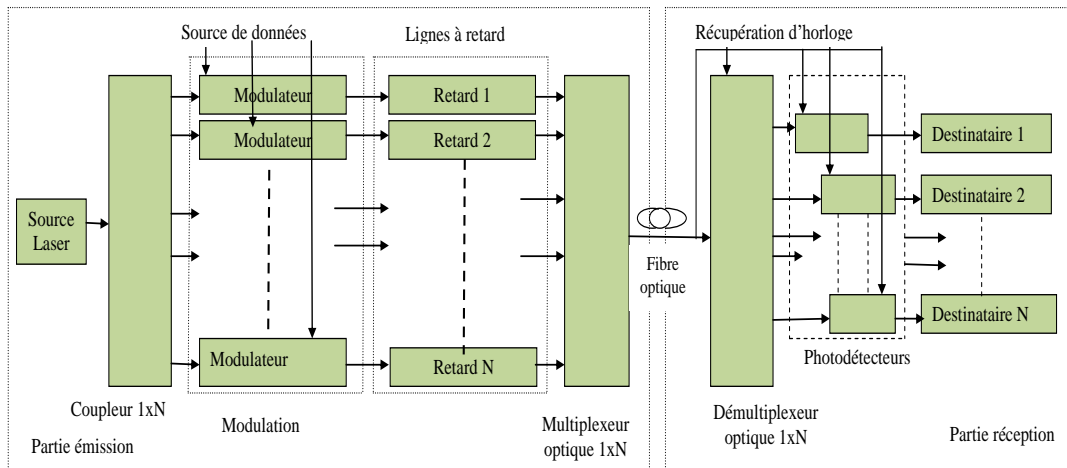 Source de données
Lignes à retard
Récupération d'horloge
Modulateur
Retard 1
Modulateur
Retard 2
Destinataire 1
Destinataire 2
Source
Laser
Fibre
optique
Modulateur
Retard N
Destinataire N
Photodétecteurs
Coupleur 1xN
Modulation
Multiplexeur
optique 1xN
Démultiplexeur
optique 1xN
Partie émission
Partie réception